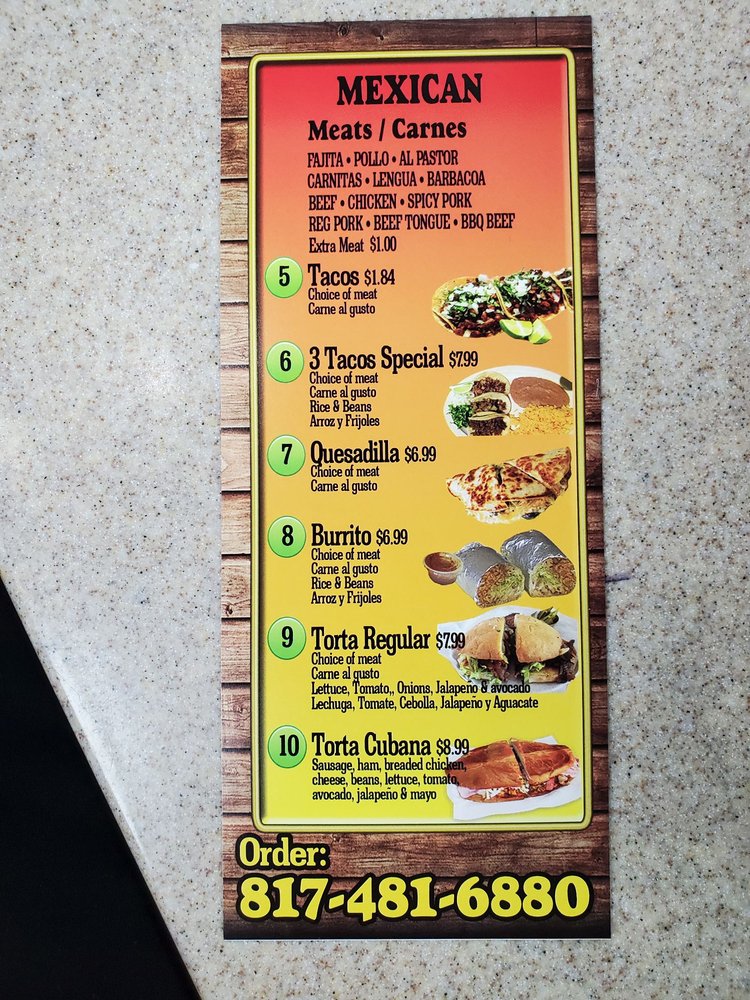 MEXICAN
Meats / Carnes
FAJITA • POLLO • AL PASTOR
CARNITAS • LENGUA • BARBACOA
BEEF • CHICKEN • SPICY PORK
REG PORK • BEEF TONGUE • BBQ BEEF
Extra Meat $1.00
5 Tacos $1.84
Choice of meat
Carne al gusto
6 3 Tacos Special $7.99
Choice of meat
Carne al gusto
Rice & Beans
Arroz y Frijoles
7 Quesadilla $6.99
Choice of meat
Carne al gusto
8 Burrito $6.99
Choice of meat
Carne al gusto
Rice & Beans
Arroz y Frijoles
9 Torta Regular $7.99
Choice of meat
Carne al gusto
Lettuce, Tomato,, Onions, Jalapeño & avocado
Lechuga, Tomate, Cebolla, Jalapeño y Aguacate
10 Torta Cubana $8.99
Sausage, ham, breaded chicken,
cheese, beans, lettuce, tomato,
avocado, jalapeño & mayo
Order:
817-481-6880